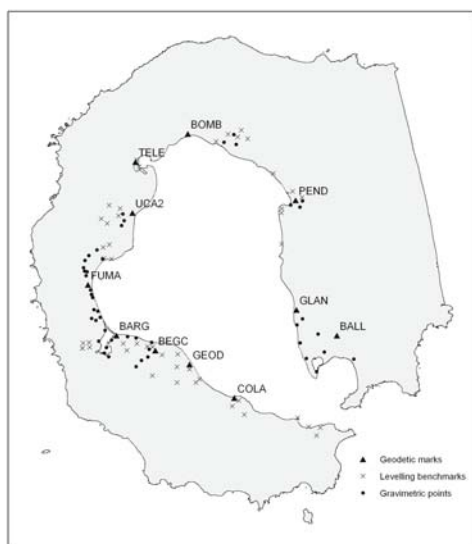 BOMB
TELE
PEND
UCA2
FUMA
GLAN
BARG
BALL
BEGC
GEOD
COLA
Geodetic marks
Levelling benchmarks
Gravimetric points